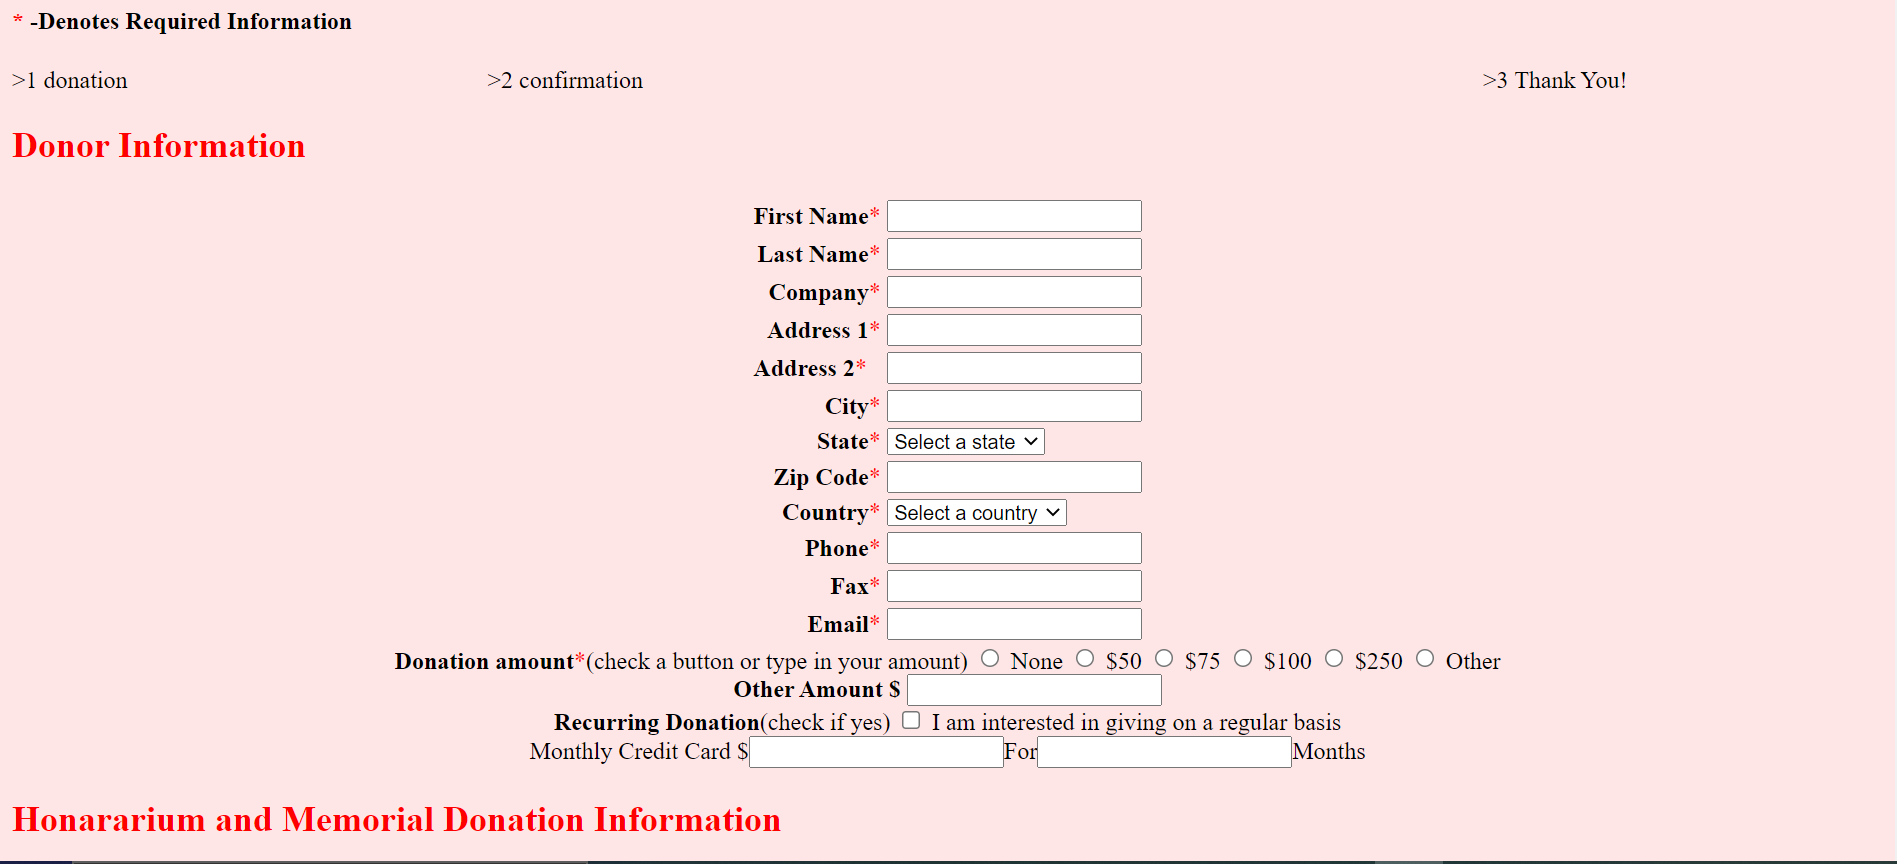 * -Denotes Required Information
>1 donation >2 confirmation >3 Thank You!
Donor Information
First Name*
Last Name*
Company*
Address 1*
Address 2*
City*
State* Select a state
Zip Code*
Country* Select a country
Phone*
Fax*
Email*
Donation amount*(check a button or type in your amount) None $50 $75 $100 $250 Other
Other Amount $
Recurring Donation(check if yes) I am interested in giving on a regular basis
Monthly Credit Card $ For Months
Honararium and Memorial Donation Information